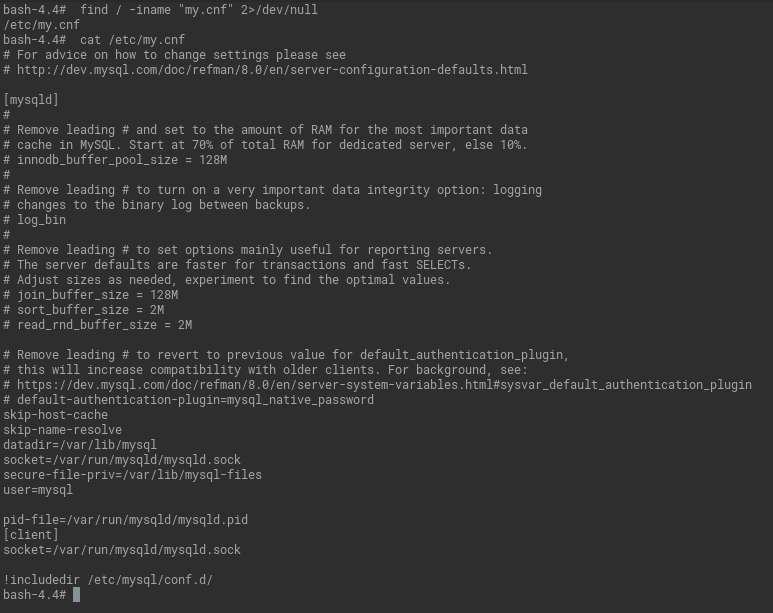 bash-4.4#  find / -iname "my.cnf" 2>/dev/null
/etc/my.cnf
bash-4.4#  cat /etc/my.cnf
# For advice on how to change settings please see
# http://dev.mysql.com/doc/refman/8.0/en/server-configuration-defaults.html

[mysqld]
#
# Remove leading # and set to the amount of RAM for the most important data
# cache in MySQL. Start at 70% of total RAM for dedicated server, else 10%.
# innodb_buffer_pool_size = 128M
#
# Remove leading # to turn on a very important data integrity option: logging
# changes to the binary log between backups.
# log_bin
#
# Remove leading # to set options mainly useful for reporting servers.
# The server defaults are faster for transactions and fast SELECTs.
# Adjust sizes as needed, experiment to find the optimal values.
# join_buffer_size = 128M
# sort_buffer_size = 2M
# read_rnd_buffer_size = 2M

# Remove leading # to revert to previous value for default_authentication_plugin,
# this will increase compatibility with older clients. For background, see:
# https://dev.mysql.com/doc/refman/8.0/en/server-system-variables.html#sysvar_default_authentication_plugin
# default-authentication-plugin=mysql_native_password
skip-host-cache
skip-name-resolve
datadir=/var/lib/mysql
socket=/var/run/mysqld/mysqld.sock
secure-file-priv=/var/lib/mysql-files
user=mysql

pid-file=/var/run/mysqld/mysqld.pid
[client]
socket=/var/run/mysqld/mysqld.sock

!includedir /etc/mysql/conf.d/
bash-4.4#